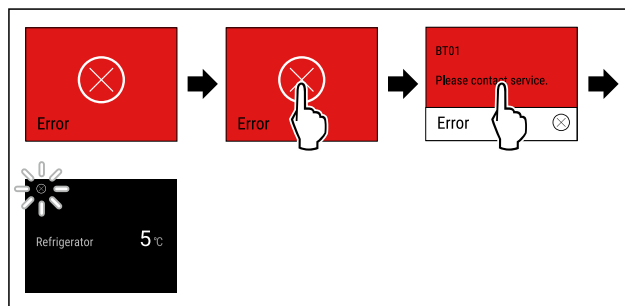 Error
Error
BT01
Please contact service.
Error
Refrigerator 5 °C